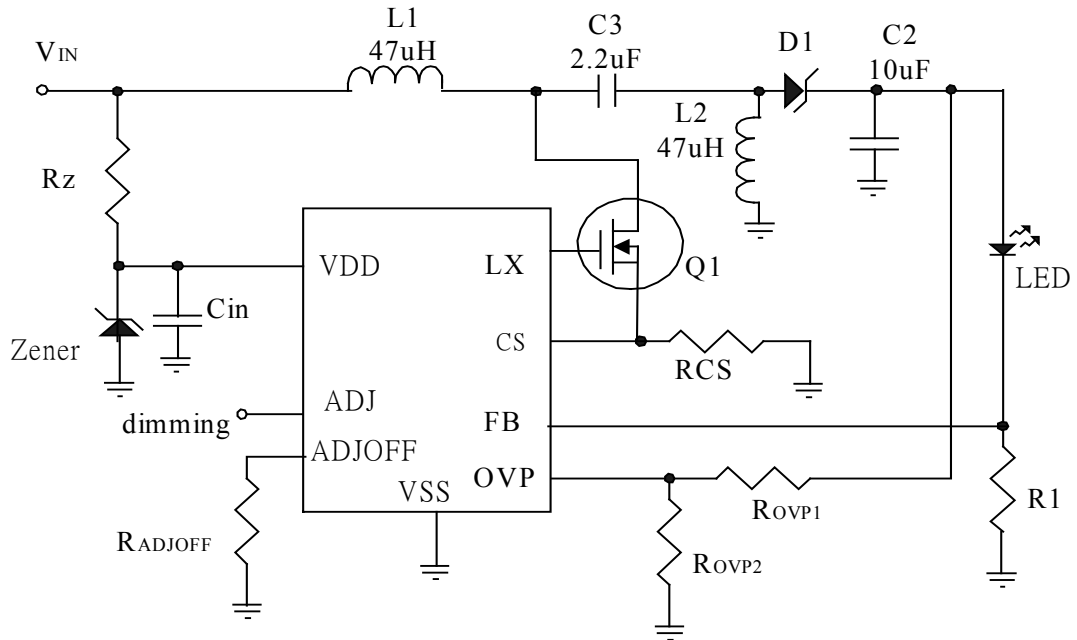 L1
47uH
C3
2.2uF
D1
C2
10uF
VIN
L2
47uH
Rz
VDD
LX
Q1
LED
Cin
Zener
CS
RCS
dimming
ADJ
FB
ADJOFF
OVP
VSS
ROVP1
R1
RADJOFF
ROVP2